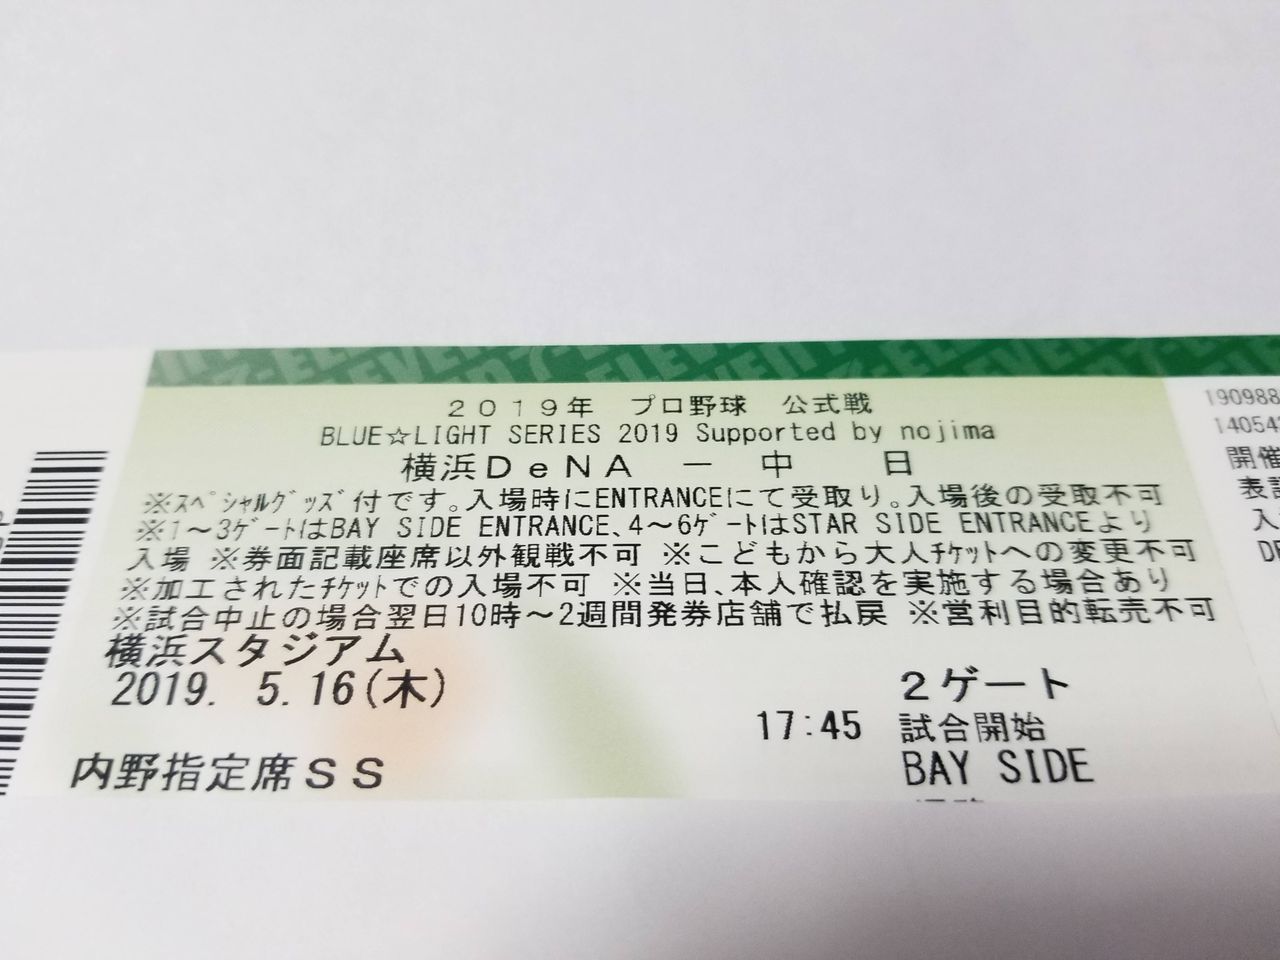 7-ELEVEN
2019年 プロ野球 公式戦
BLUE☆LIGHT SERIES 2019 Supported by nojima
横浜DeNA － 中 日
※ｽﾍﾟｼｬﾙｸﾞｯｽﾞ付です。入場時にENTRANCEにて受取り。入場後の受取不可
※1～3ｹﾞｰﾄはBAY SIDE ENTRANCE、4～6ｹﾞｰﾄはSTAR SIDE ENTRANCEより
入場 ※券面記載座席以外観戦不可 ※こどもから大人ﾁｹｯﾄへの変更不可
※加工されたﾁｹｯﾄでの入場不可 ※当日、本人確認を実施する場合あり
※試合中止の場合翌日10時～2週間発券店舗で払戻 ※営利目的転売不可
横浜スタジアム
2019. 5.16(木)
2ゲート
17:45 試合開始
内野指定席SS
BAY SIDE
190988
1405
開催
表記
入